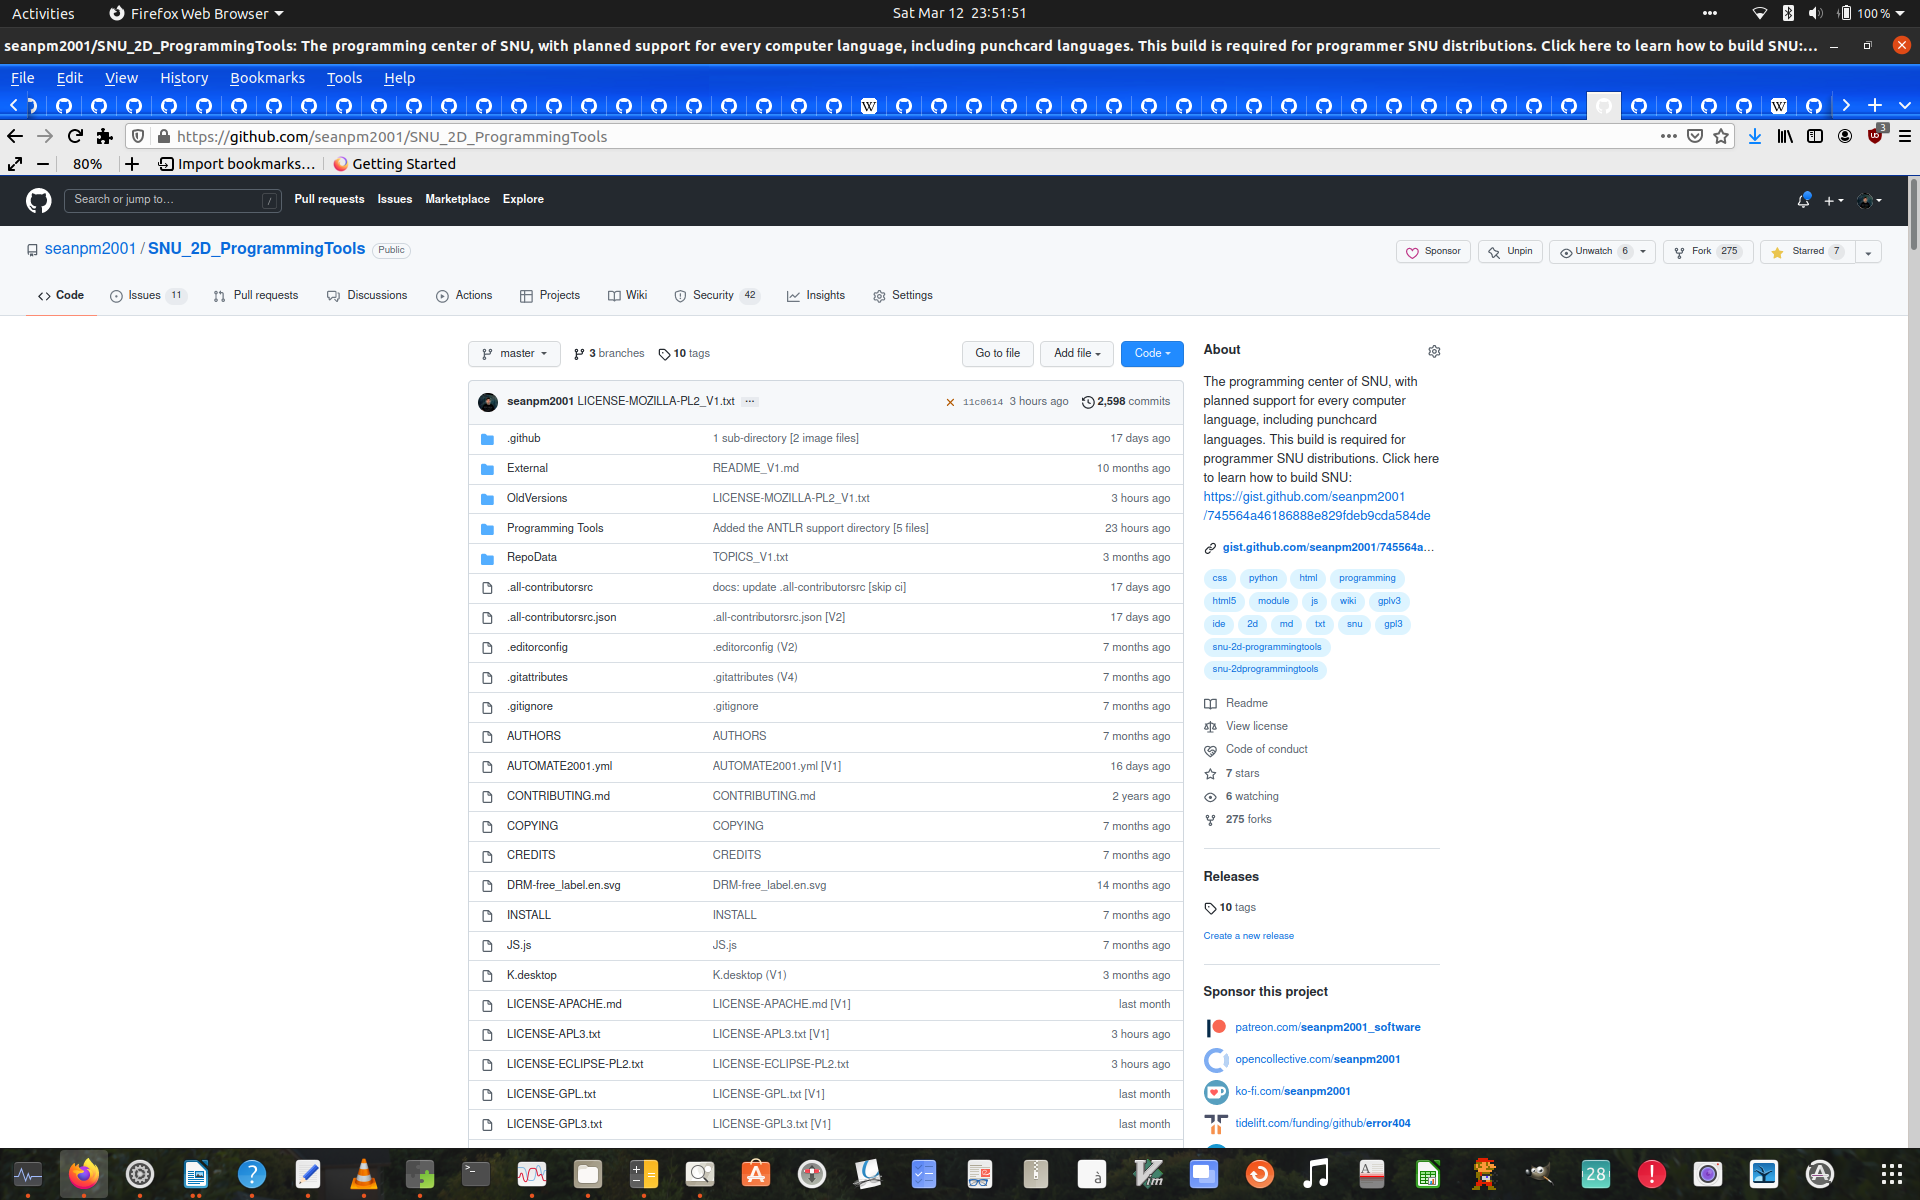 Activities Firefox Web Browser Sat Mar 12 23:51:51 100 %
seanpm2001/SNU_2D_ProgrammingTools: The programming center of SNU, with planned support for every computer language, including punchcard languages. This build is required for programmer SNU distributions. Click here to learn how to build SNU:...
File Edit View History Bookmarks Tools Help
https://github.com/seanpm2001/SNU_2D_ProgrammingTools 3
80% Import bookmarks... Getting Started
Search or jump to... / Pull requests Issues Marketplace Explore
seanpm2001 / SNU_2D_ProgrammingTools Public Sponsor Unpin Unwatch 6 Fork 275 Starred 7
Code Issues 11 Pull requests Discussions Actions Projects Wiki Security 42 Insights Settings
master 3 branches 10 tags Go to file Add file Code
seanpm2001 LICENSE-MOZILLA-PL2_V1.txt ... 11c0614 3 hours ago 2,598 commits
.github 1 sub-directory [2 image files] 17 days ago
External README_V1.md 10 months ago
OldVersions LICENSE-MOZILLA-PL2_V1.txt 3 hours ago
Programming Tools Added the ANTLR support directory [5 files] 23 hours ago
RepoData TOPICS_V1.txt 3 months ago
.all-contributorsrc docs: update .all-contributorsrc [skip ci] 17 days ago
.all-contributorsrc.json .all-contributorsrc.json [V2] 17 days ago
.editorconfig .editorconfig (V2) 7 months ago
.gitattributes .gitattributes (V4) 7 months ago
.gitignore .gitignore 7 months ago
AUTHORS AUTHORS 7 months ago
AUTOMATE2001.yml AUTOMATE2001.yml [V1] 16 days ago
CONTRIBUTING.md CONTRIBUTING.md 2 years ago
COPYING COPYING 7 months ago
CREDITS CREDITS 7 months ago
DRM-free_label.en.svg DRM-free_label.en.svg 14 months ago
INSTALL INSTALL 7 months ago
JS.js JS.js 7 months ago
K.desktop K.desktop (V1) 3 months ago
LICENSE-APACHE.md LICENSE-APACHE.md [V1] last month
LICENSE-APL3.txt LICENSE-APL3.txt [V1] 3 hours ago
LICENSE-ECLIPSE-PL2.txt LICENSE-ECLIPSE-PL2.txt 3 hours ago
LICENSE-GPL.txt LICENSE-GPL.txt [V1] last month
LICENSE-GPL3.txt LICENSE-GPL3.txt [V1] last month
About
The programming center of SNU, with
planned support for every computer
language, including punchcard
languages. This build is required for
programmer SNU distributions. Click here
to learn how to build SNU:
https://gist.github.com/seanpm2001
/745564a46186888e829fdeb9cda584de
gist.github.com/seanpm2001/745564a...
css python html programming
html5 module js wiki gplv3
ide 2d md txt snu gpl3
snu-2d-programmingtools
snu-2dprogrammingtools
Readme
View license
Code of conduct
7 stars
6 watching
275 forks
Releases
10 tags
Create a new release
Sponsor this project
patreon.com/seanpm2001_software
opencollective.com/seanpm2001
ko-fi.com/seanpm2001
tidelift.com/funding/github/error404
28